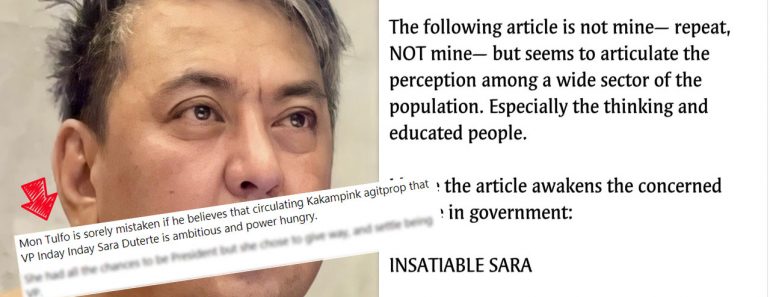 The following article is not mine— repeat,
NOT mine— but seems to articulate the
perception among a wide sector of the
population. Especially the thinking and
educated people.
the article awakens the concerned
in government:
INSATIABLE SARA
Mon Tulfo is sorely mistaken if he believes that circulating Kakampink agitprop that
VP Inday Inday Sara Duterte is ambitious and power hungry.
She had all the chances to be President but she chose to give way, and settle being
VP.